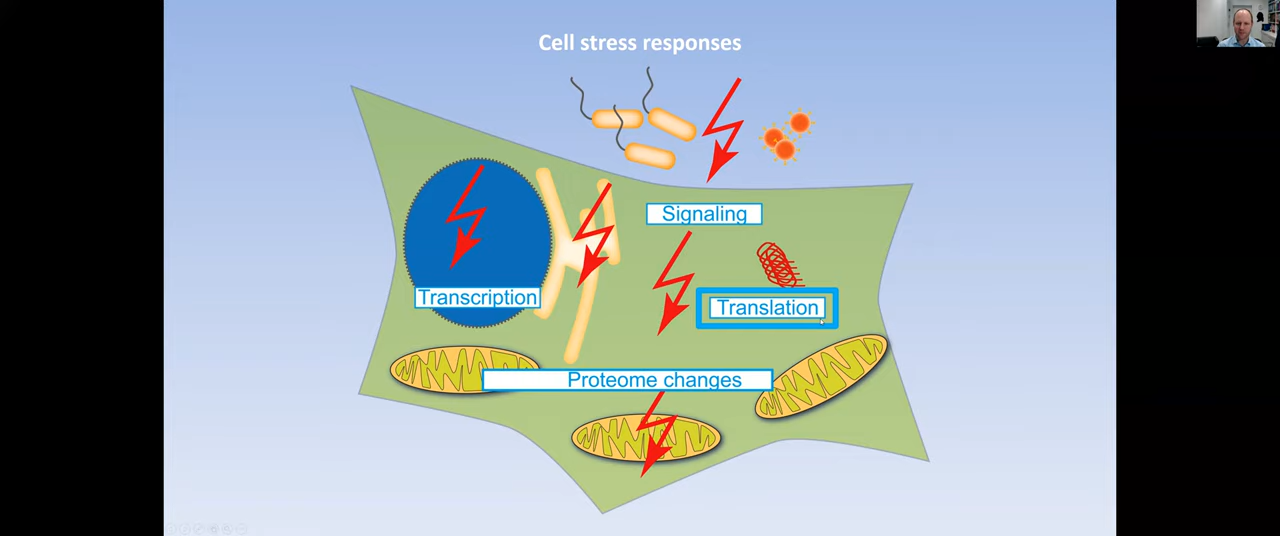 Cell stress responses
Signaling
Transcription
Translation
Proteome changes